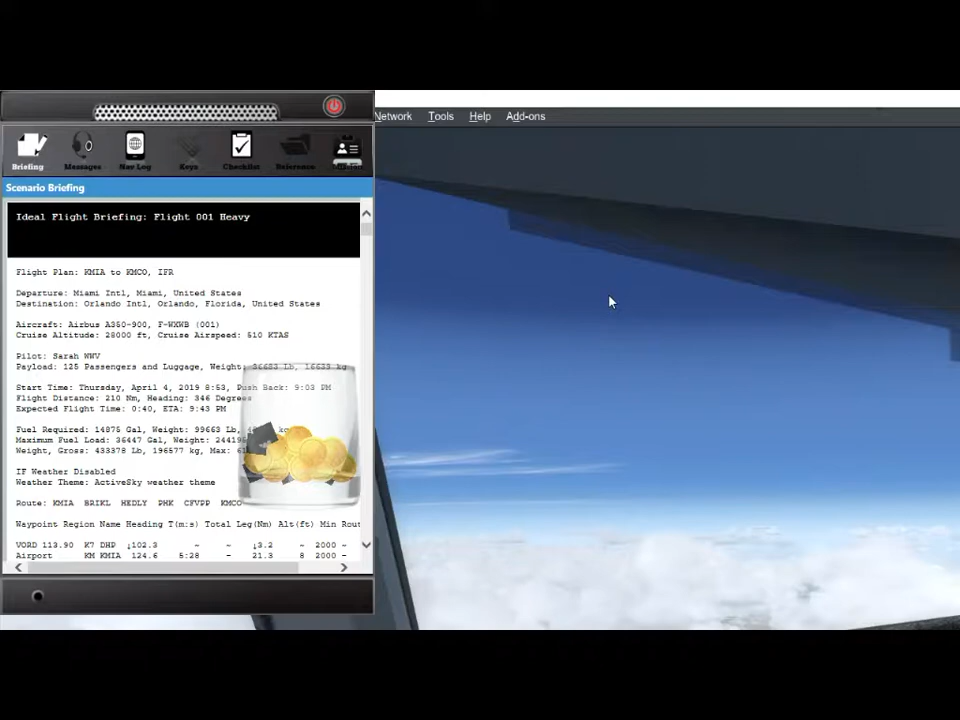 Network Tools Help Add-ons
Briefing Messages Nav Log Keys Checklist Reference
Scenario Briefing
Ideal Flight Briefing: Flight 001 Heavy
Flight Plan: KMIA to KMCO, IFR
Departure: Miami Intl, Miami, United States
Destination: Orlando Intl, Orlando, Florida, United States
Aircraft: Airbus A350-900, F-WXWB (001)
Cruise Altitude: 28000 ft, Cruise Airspeed: 510 KTAS
Pilot: Sarah WWV
Payload: 125 Passengers and Luggage, Weight: 36683 Lb, 16639 kg
Start Time: Thursday, April 4, 2019 8:53, Push Back: 9:03 PM
Flight Distance: 210 Nm, Heading: 346 Degrees
Expected Flight Time: 0:40, ETA: 9:43 PM
Fuel Required: 14875 Gal, Weight: 99663 Lb, kg
Maximum Fuel Load: 36447 Gal, Weight: 244195
Weight, Gross: 433378 Lb, 196577 kg, Max:
IF Weather Disabled
Weather Theme: ActiveSky weather theme
Route: KMIA BRIKL HEDLY PHK CFVPP KMCO
Waypoint Region Name Heading T(m:s) Total Leg(Nm) Alt(ft) Min Rout
VORD 113.90 K7 DHP ¡102.3 ~ ~ ¡3.2 ~ 2000 ~
Airport KM KMIA 124.6 5:28 - 21.3 8 2000 ~